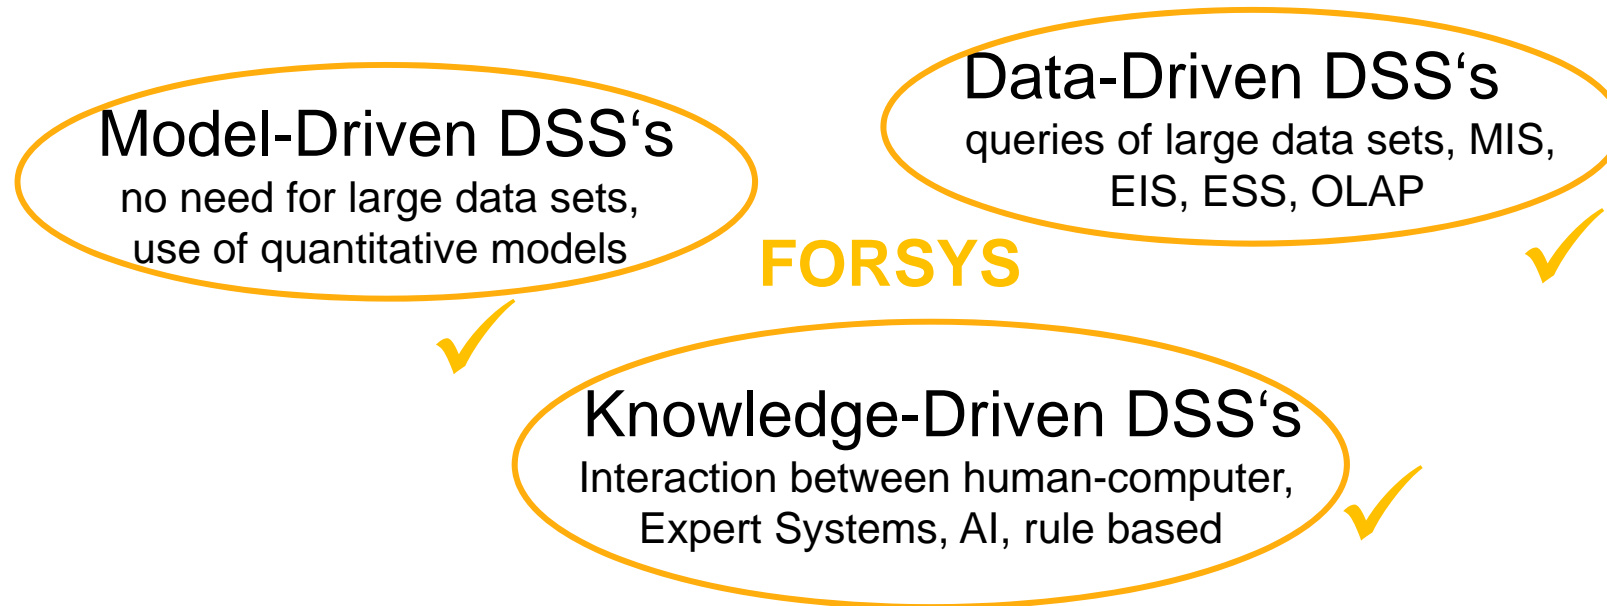 Model-Driven DSS‘s
no need for large data sets,
use of quantitative models
Data-Driven DSS‘s
queries of large data sets, MIS,
EIS, ESS, OLAP
FORSYS
Knowledge-Driven DSS‘s
Interaction between human-computer,
Expert Systems, AI, rule based